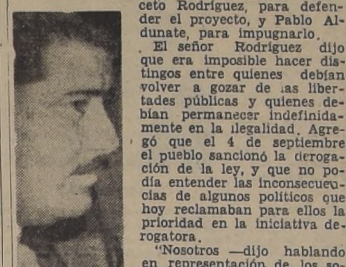 ceto Rodríguez, para defen-
der el proyecto, y Pablo Al-
dunate, para impugnarlo.
El señor Rodríguez dijo
que era imposible hacer dis-
tingos entre quienes debían
volver a gozar de las liber-
tades públicas y quienes de-
bían permanecer indefinida-
mente en la ilegalidad. Agre-
gó que el 4 de septiembre
el pueblo sancionó la deroga-
ción de la ley, y que no po-
día entender las inconsecuen-
cias de algunos políticos que
hoy reclamaban para ellos la
prioridad en la iniciativa de-
rogatora.
"Nosotros —dijo hablando
en representación de los so-